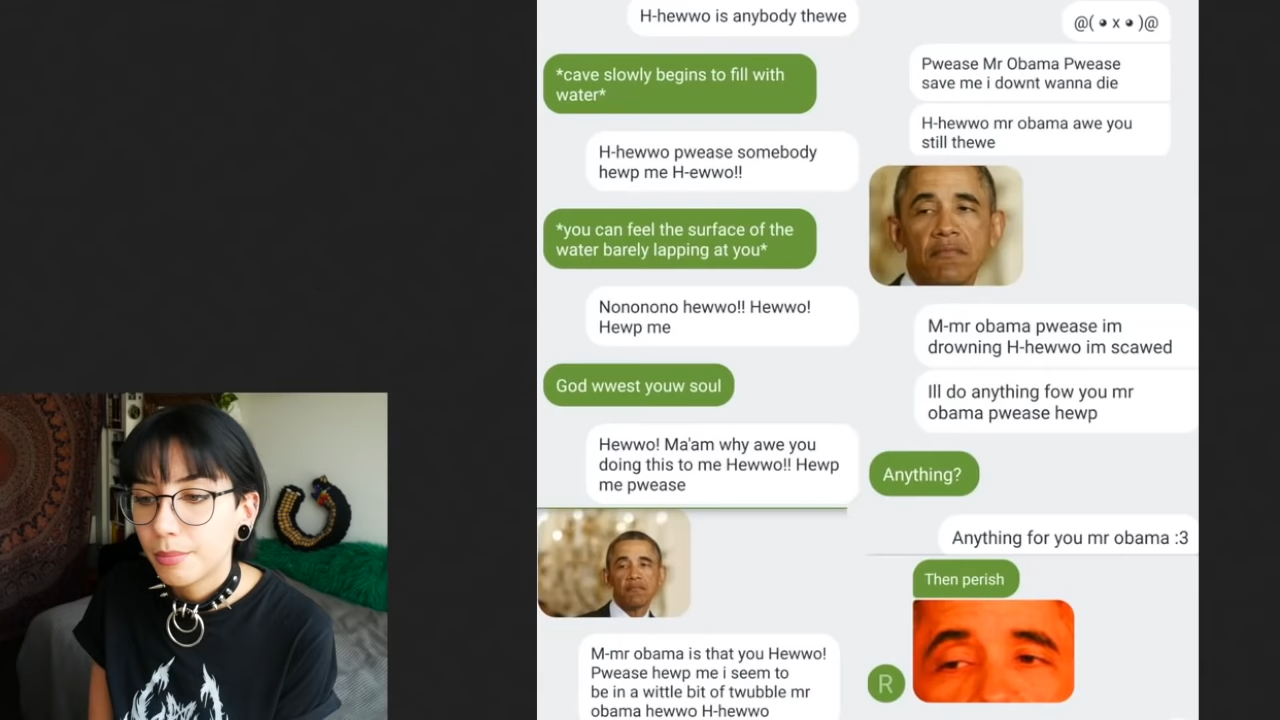 H-hewwo is anybody thewe
*cave slowly begins to fill with
water*
H-hewwo pwease somebody
hewp me H-ewwo!!
*you can feel the surface of the
water barely lapping at you*
Nononono hewwo!! Hewwo!
Hewp me
God wwest youw soul
Hewwo! Ma'am why awe you
doing this to me Hewwo!! Hewp
me pwease
M-mr obama is that you Hewwo!
Pwease hewp me i seem to
be in a wittle bit of twubble mr
obama hewwo H-hewwo
@( • x • )@
Pwease Mr Obama Pwease
save me i downt wanna die
H-hewwo mr obama awe you
still thewe
M-mr obama pwease im
drowning H-hewwo im scawed
Ill do anything fow you mr
obama pwease hewp
Anything?
Anything for you mr obama :3
Then perish
R